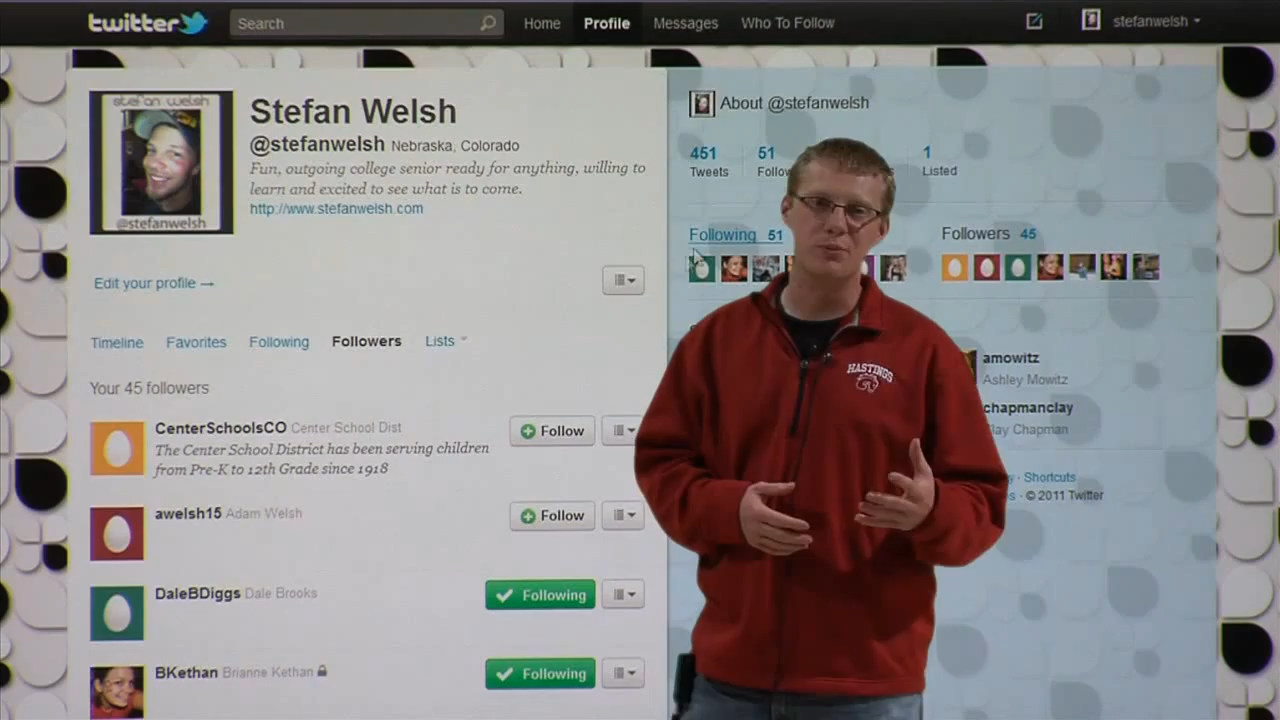 twitter
Search
Home
Profile
Messages
Who To Follow
stefanwelsh
stefan welsh
@stefanwelsh
Stefan Welsh
@stefanwelsh Nebraska, Colorado
Fun, outgoing college senior ready for anything, willing to
learn and excited to see what is to come.
http://www.stefanwelsh.com
Edit your profile →
Timeline
Favorites
Following
Followers
Lists
Your 45 followers
CenterSchoolsCO Center School Dist
The Center School District has been serving children
from Pre-K to 12th Grade since 1918
Follow
awelsh15 Adam Welsh
Follow
DaleBDiggs Dale Brooks
Following
BKethan Brianne Kethan
Following
About @stefanwelsh
451
Tweets
51
1
Listed
Following 51
Followers 45
amowitz
Ashley Mowitz
chapmanclay
Clay Chapman
Shortcuts
© 2011 Twitter
HASTINGS